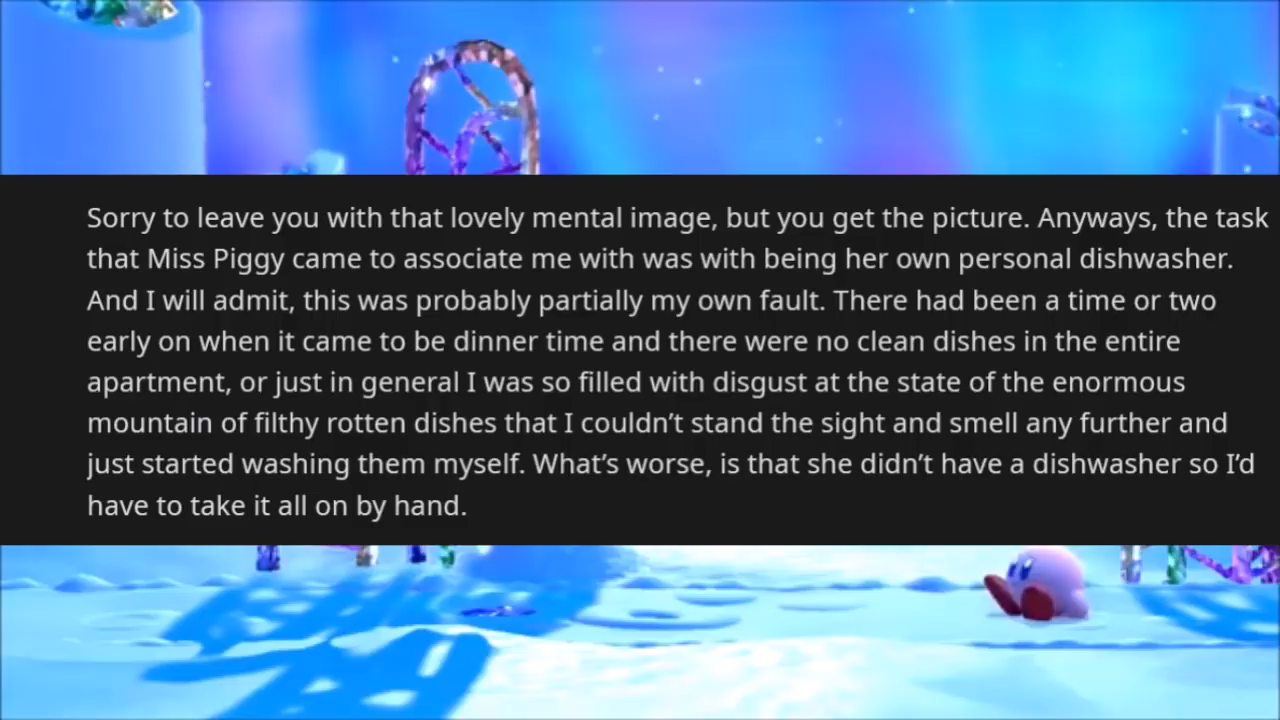 Sorry to leave you with that lovely mental image, but you get the picture. Anyways, the task
that Miss Piggy came to associate me with was with being her own personal dishwasher.
And I will admit, this was probably partially my own fault. There had been a time or two
early on when it came to be dinner time and there were no clean dishes in the entire
apartment, or just in general I was so filled with disgust at the state of the enormous
mountain of filthy rotten dishes that I couldn’t stand the sight and smell any further and
just started washing them myself. What’s worse, is that she didn’t have a dishwasher so I’d
have to take it all on by hand.